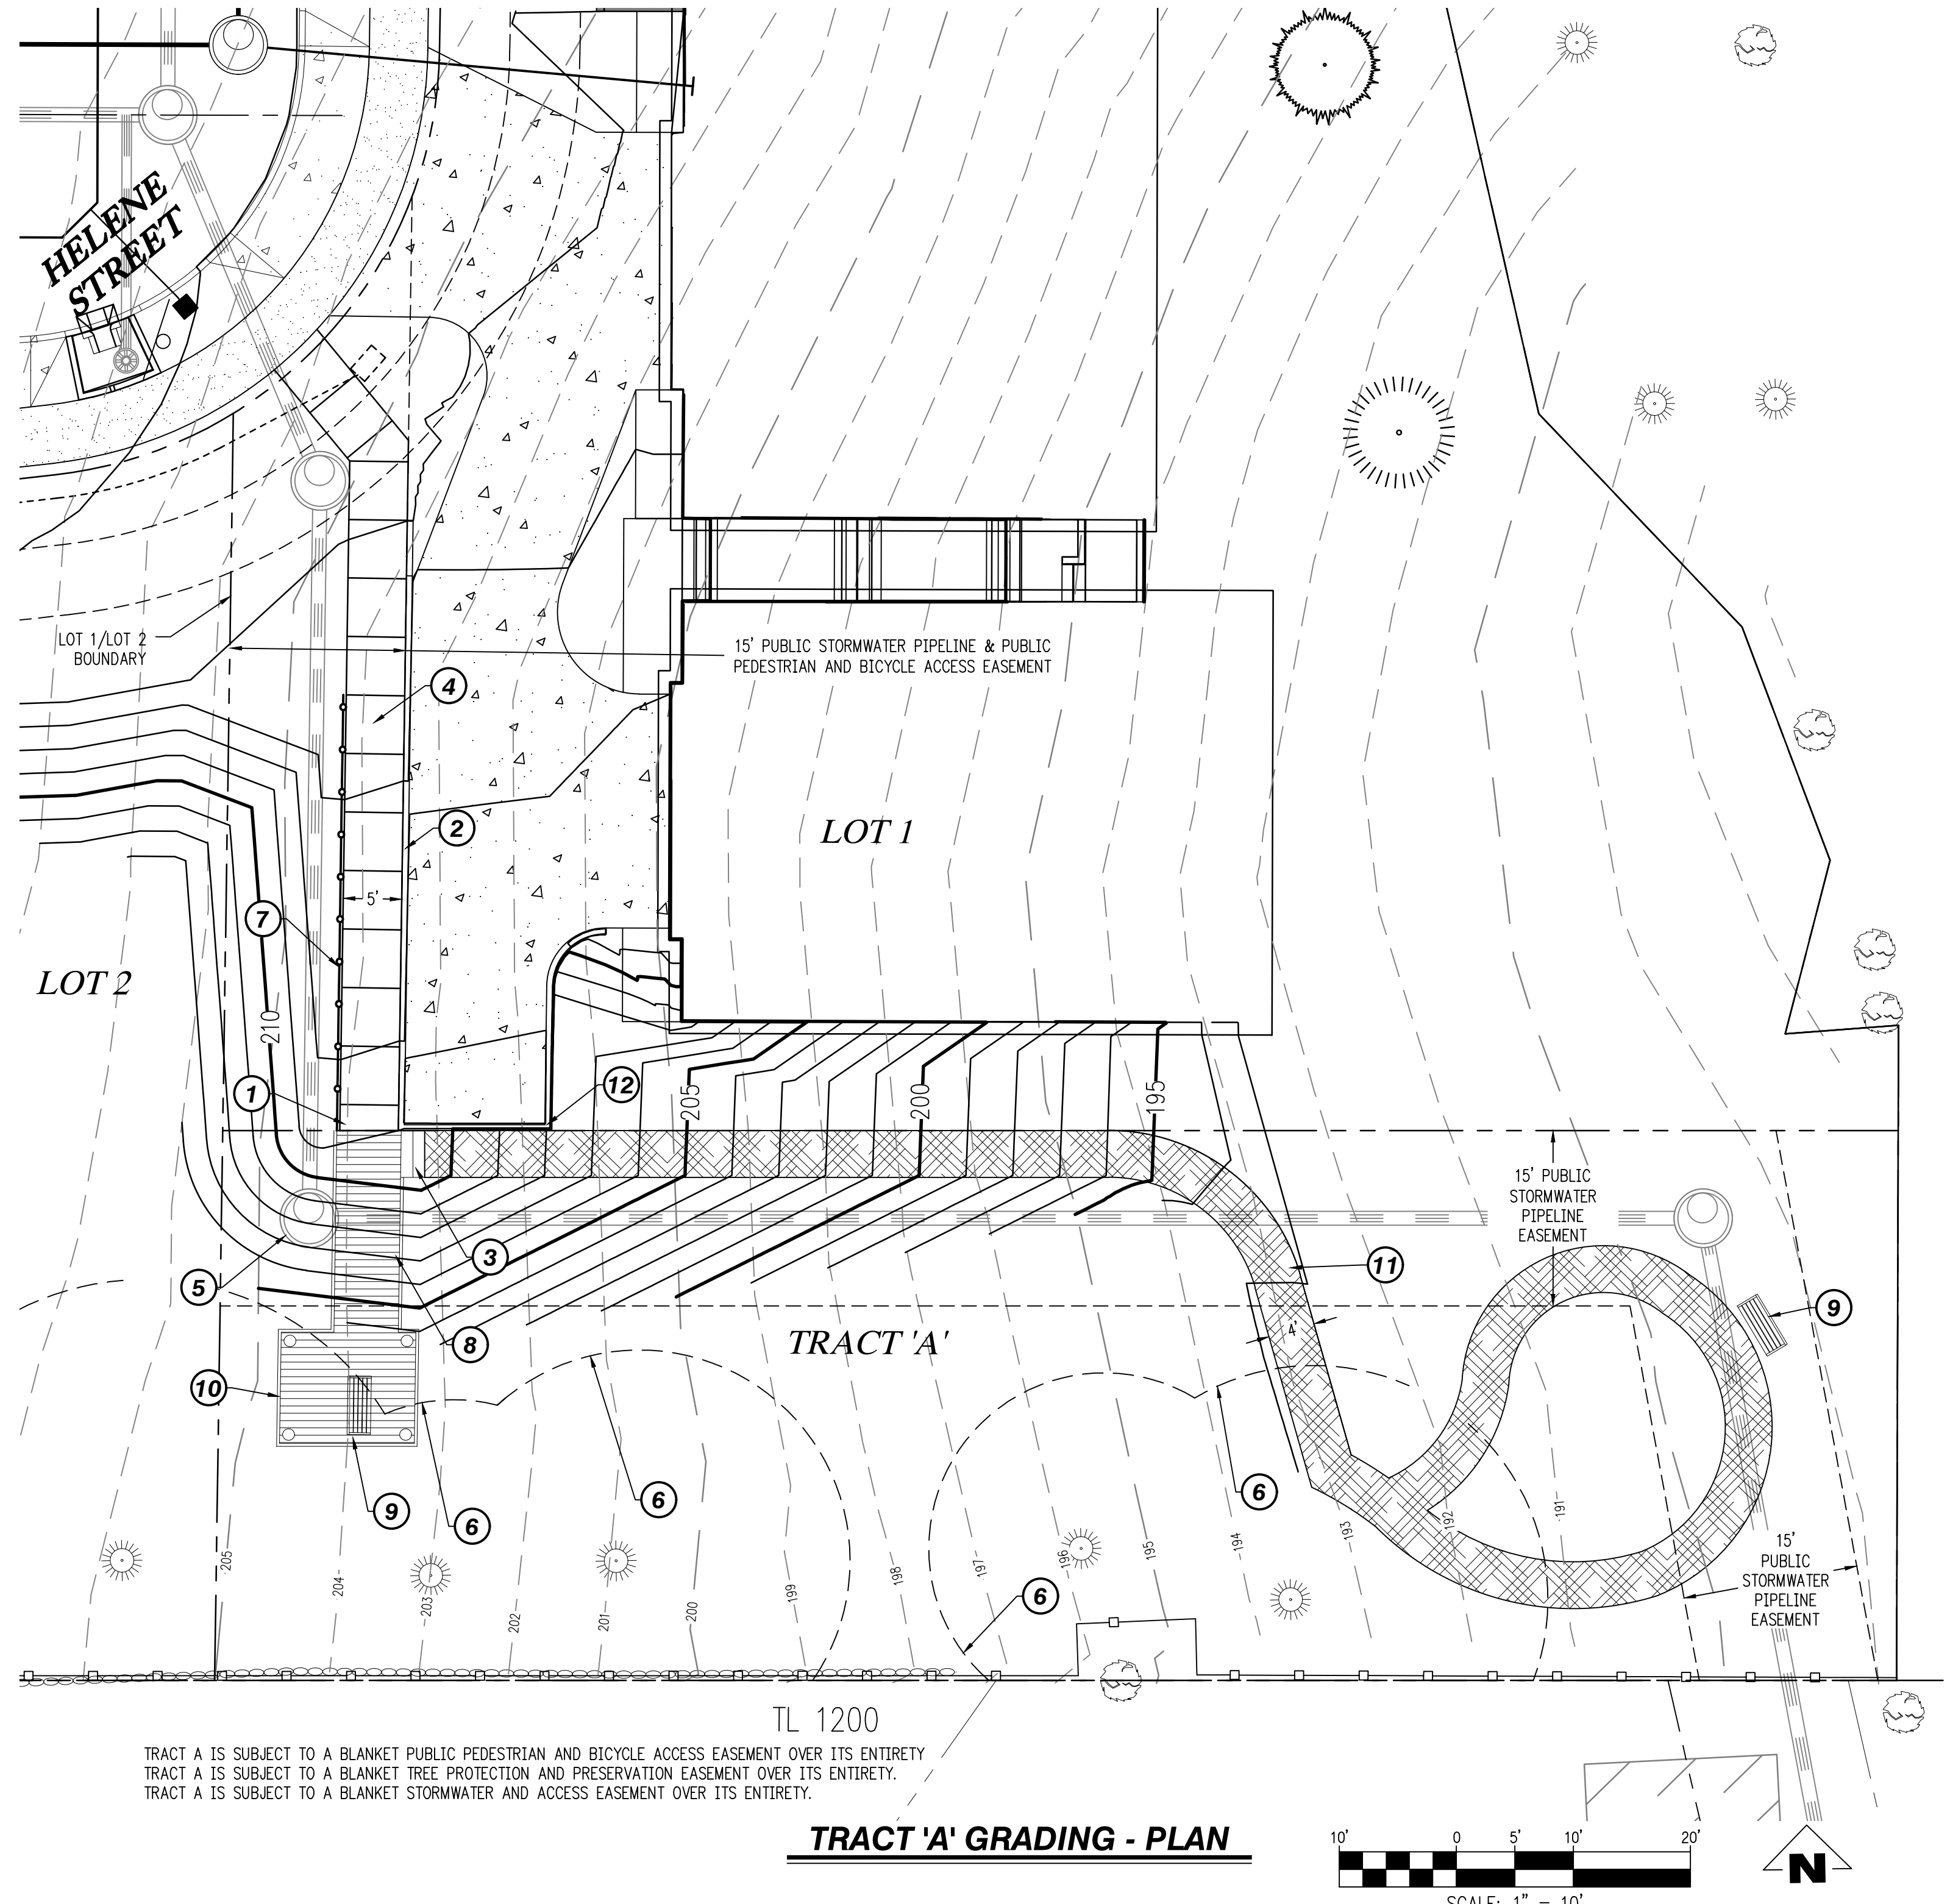 HELENE
STREET
LOT 1/LOT 2
BOUNDARY
15' PUBLIC STORMWATER PIPELINE & PUBLIC
PEDESTRIAN AND BICYCLE ACCESS EASEMENT
4
2
LOT 1
5'
7
LOT 2
210
1
12
205
200
195
15' PUBLIC
STORMWATER
PIPELINE
EASEMENT
3
11
5
9
8
4'
TRACT 'A'
10
6
6
6
9
6
205
204
203
202
201
200
199
198
197
196
195
194
193
192
191
15'
PUBLIC
STORMWATER
PIPELINE
EASEMENT
6
TL 1200
TRACT A IS SUBJECT TO A BLANKET PUBLIC PEDESTRIAN AND BICYCLE ACCESS EASEMENT OVER ITS ENTIRETY
TRACT A IS SUBJECT TO A BLANKET TREE PROTECTION AND PRESERVATION EASEMENT OVER ITS ENTIRETY.
TRACT A IS SUBJECT TO A BLANKET STORMWATER AND ACCESS EASEMENT OVER ITS ENTIRETY.
TRACT 'A' GRADING - PLAN
10' 0 5' 10' 20'
N
SCALE: 1" = 10'